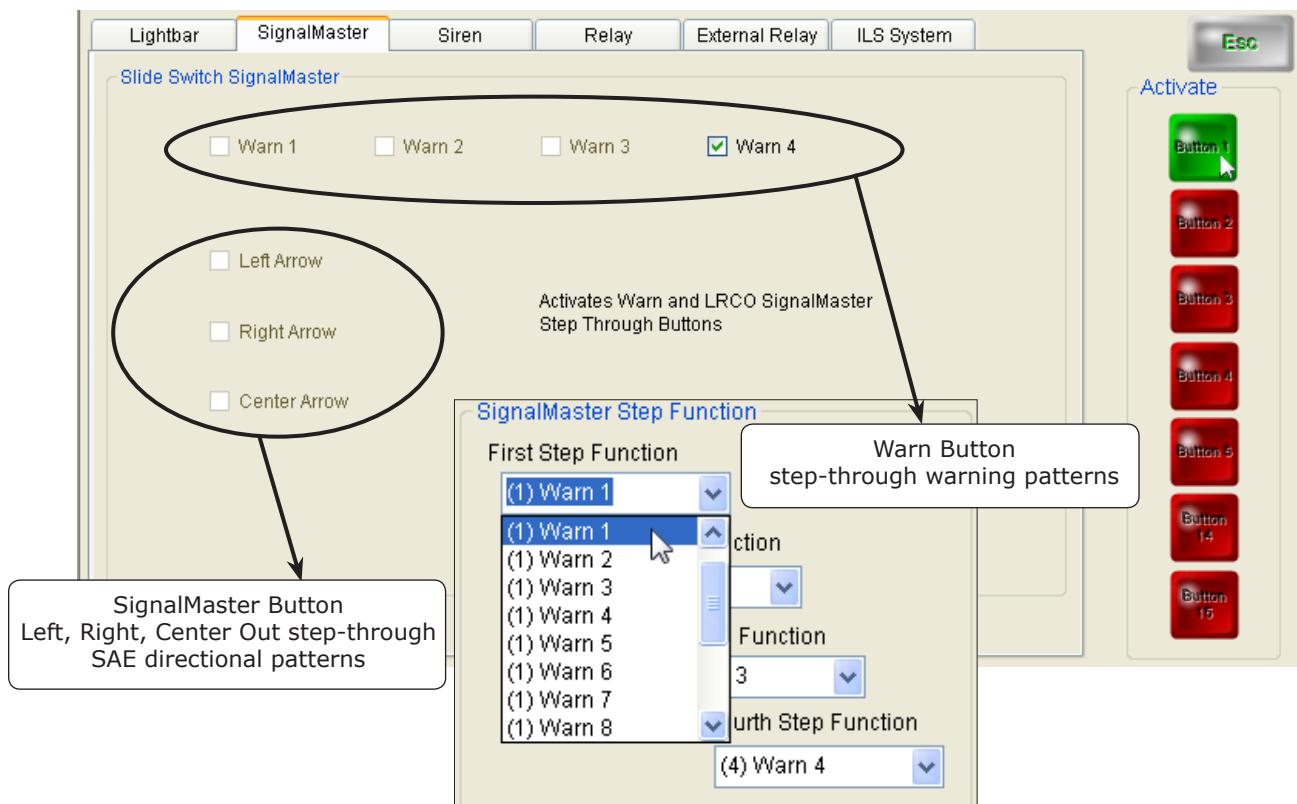 Lightbar SignalMaster Siren Relay External Relay ILS System
Esc
Slide Switch SignalMaster
Warn 1 Warn 2 Warn 3 Warn 4
Left Arrow
Right Arrow
Center Arrow
Activates Warn and LRCO SignalMaster
Step Through Buttons
Activate
Button 1
Button 2
Button 3
Button 4
Button 5
Button
14
Button
15
SignalMaster Step Function
First Step Function
(1) Warn 1
(1) Warn 1
(1) Warn 2
(1) Warn 3
(1) Warn 4
(1) Warn 5
(1) Warn 6
(1) Warn 7
(1) Warn 8
ction
Function
3
urth Step Function
(4) Warn 4
Warn Button
step-through warning patterns
SignalMaster Button
Left, Right, Center Out step-through
SAE directional patterns